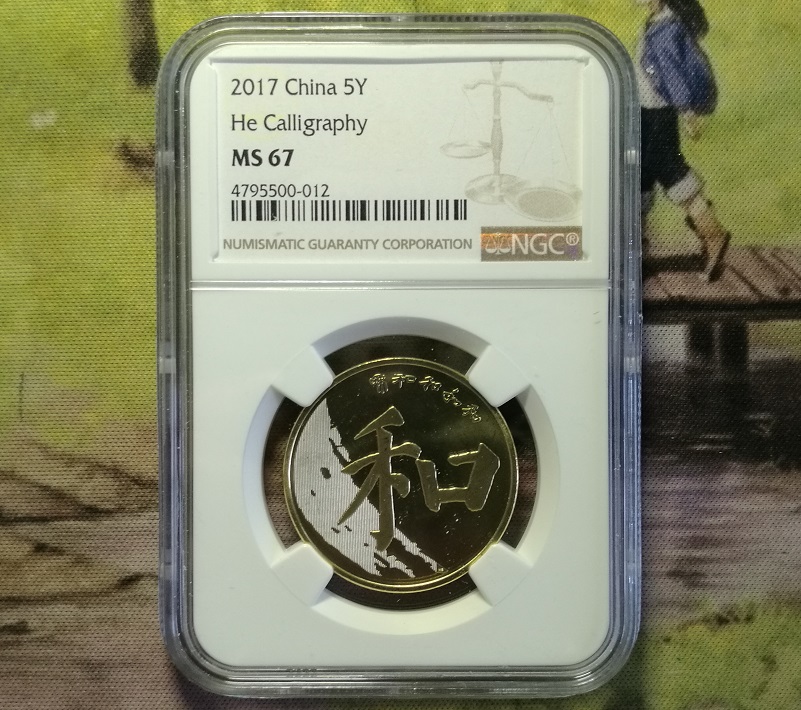 2017 China 5Y
He Calligraphy
MS 67
4795500-012
NUMISMATIC GUARANTY CORPORATION NGC®
和